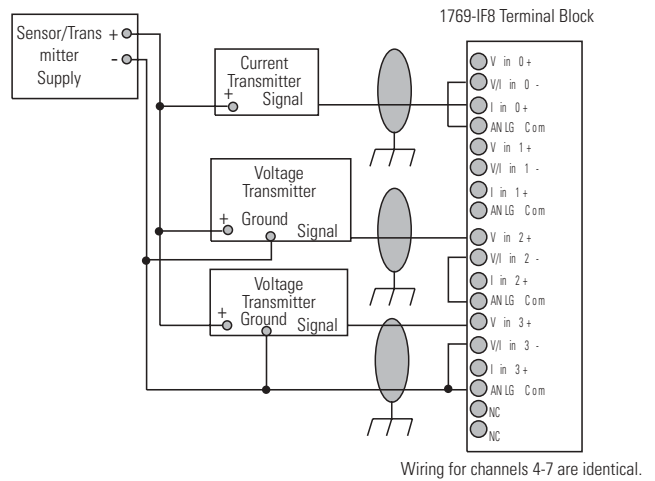 1769-IF8 Terminal Block
Sensor/Trans +
mitter -
Supply
Current
Transmitter
+ Signal
Voltage
Transmitter
+ Ground Signal
Voltage
Transmitter
+ Ground Signal
V in 0+
V/I in 0 -
I in 0+
ANLG Com
V in 1+
V/I in 1 -
I in 1+
ANLG Com
V in 2+
V/I in 2 -
I in 2+
ANLG Com
V in 3+
V/I in 3 -
I in 3+
ANLG Com
NC
NC
Wiring for channels 4-7 are identical.